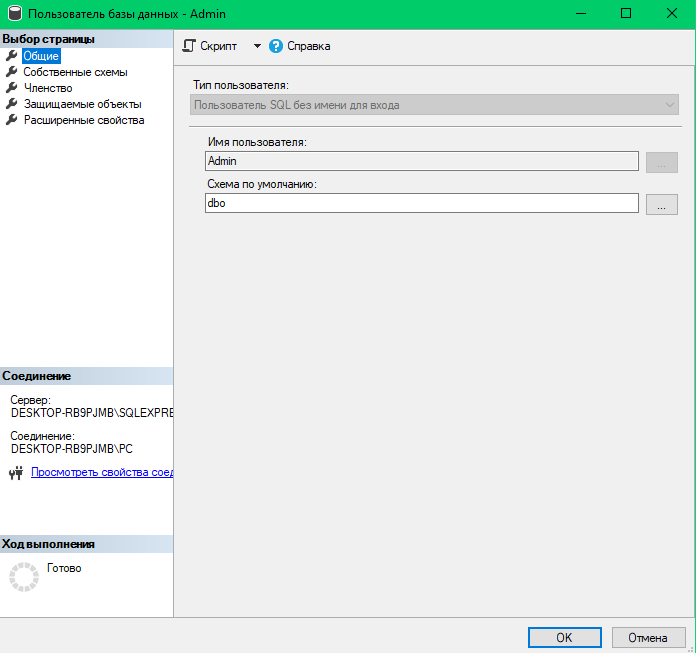 Пользователь базы данных - Admin
Выбор страницы
Общие
Собственные схемы
Членство
Защищаемые объекты
Расширенные свойства
Скрипт
Справка
Тип пользователя:
Пользователь SQL без имени для входа
Имя пользователя:
Admin
...
Схема по умолчанию:
dbo
...
Соединение
Сервер:
DESKTOP-RB9PJMB\SQLEXPRE
Соединение:
DESKTOP-RB9PJMB\PC
Просмотреть свойства соед
Ход выполнения
Готово
OK
Отмена